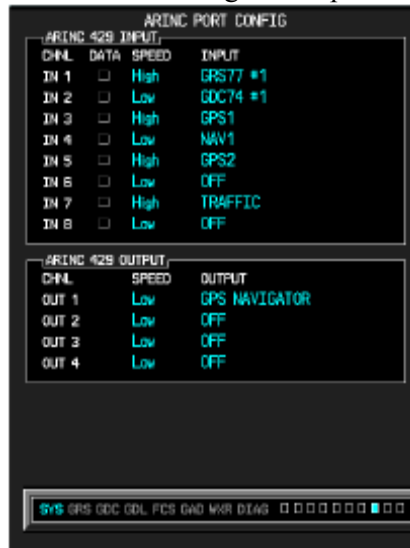 ARINC PORT CONFIG
ARINC 429 INPUT
CHNL DATA SPEED INPUT
IN 1 High GRS77 #1
IN 2 Low GDC74 #1
IN 3 High GPS1
IN 4 Low NAV1
IN 5 High GPS2
IN 6 Low OFF
IN 7 High TRAFFIC
IN 8 Low OFF
ARINC 429 OUTPUT
CHNL SPEED OUTPUT
OUT 1 Low GPS NAVIGATOR
OUT 2 Low OFF
OUT 3 Low OFF
OUT 4 Low OFF
SYS GRS GDC GDL FCS GAD WXR DIAG